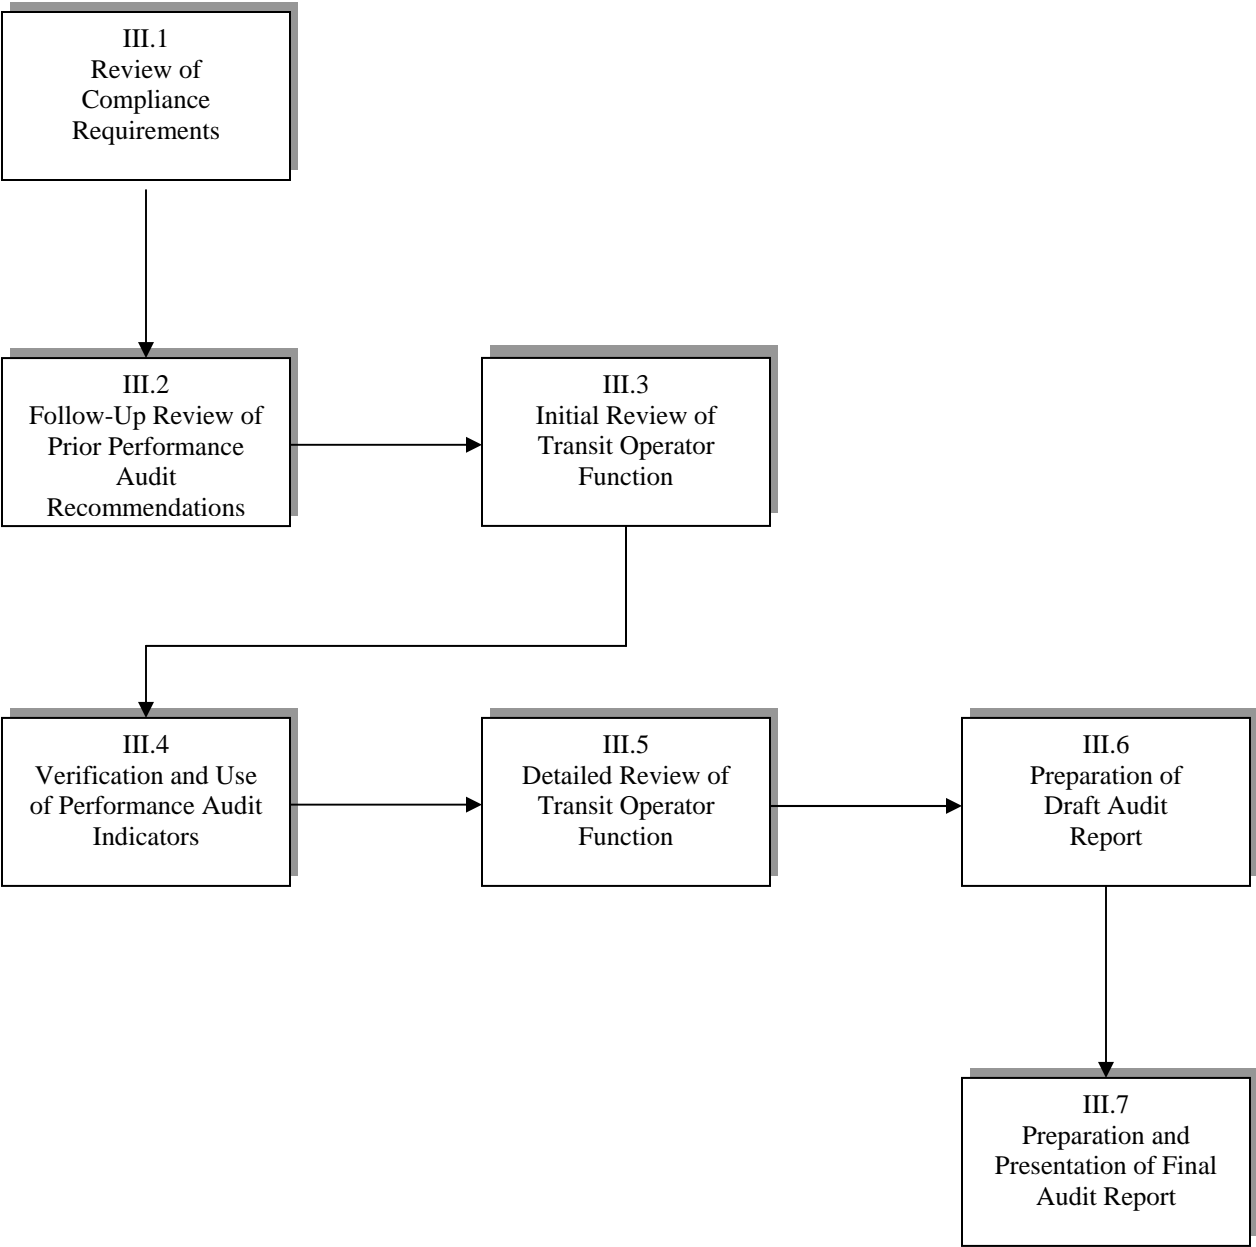 III.1
Review of
Compliance
Requirements
III.2
Follow-Up Review of
Prior Performance
Audit
Recommendations
III.3
Initial Review of
Transit Operator
Function
III.4
Verification and Use
of Performance Audit
Indicators
III.5
Detailed Review of
Transit Operator
Function
III.6
Preparation of
Draft Audit
Report
III.7
Preparation and
Presentation of Final
Audit Report